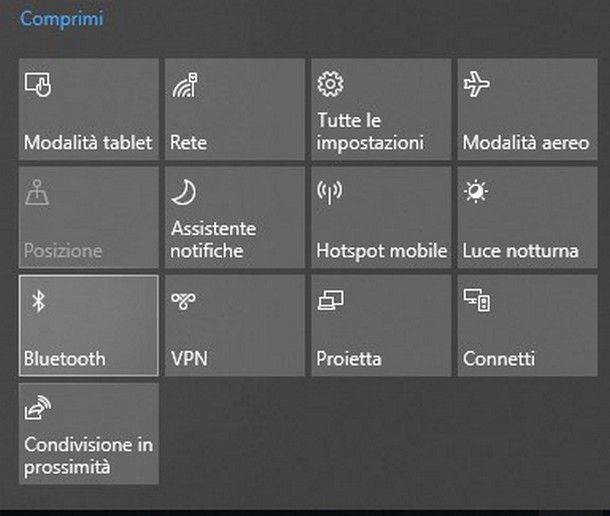 Comprimi
Modalità tablet
Rete
Tutte le
impostazioni
Modalità aereo
Posizione
Assistente
notifiche
Hotspot mobile
Luce notturna
Bluetooth
VPN
Proietta
Connetti
Condivisione in
prossimità